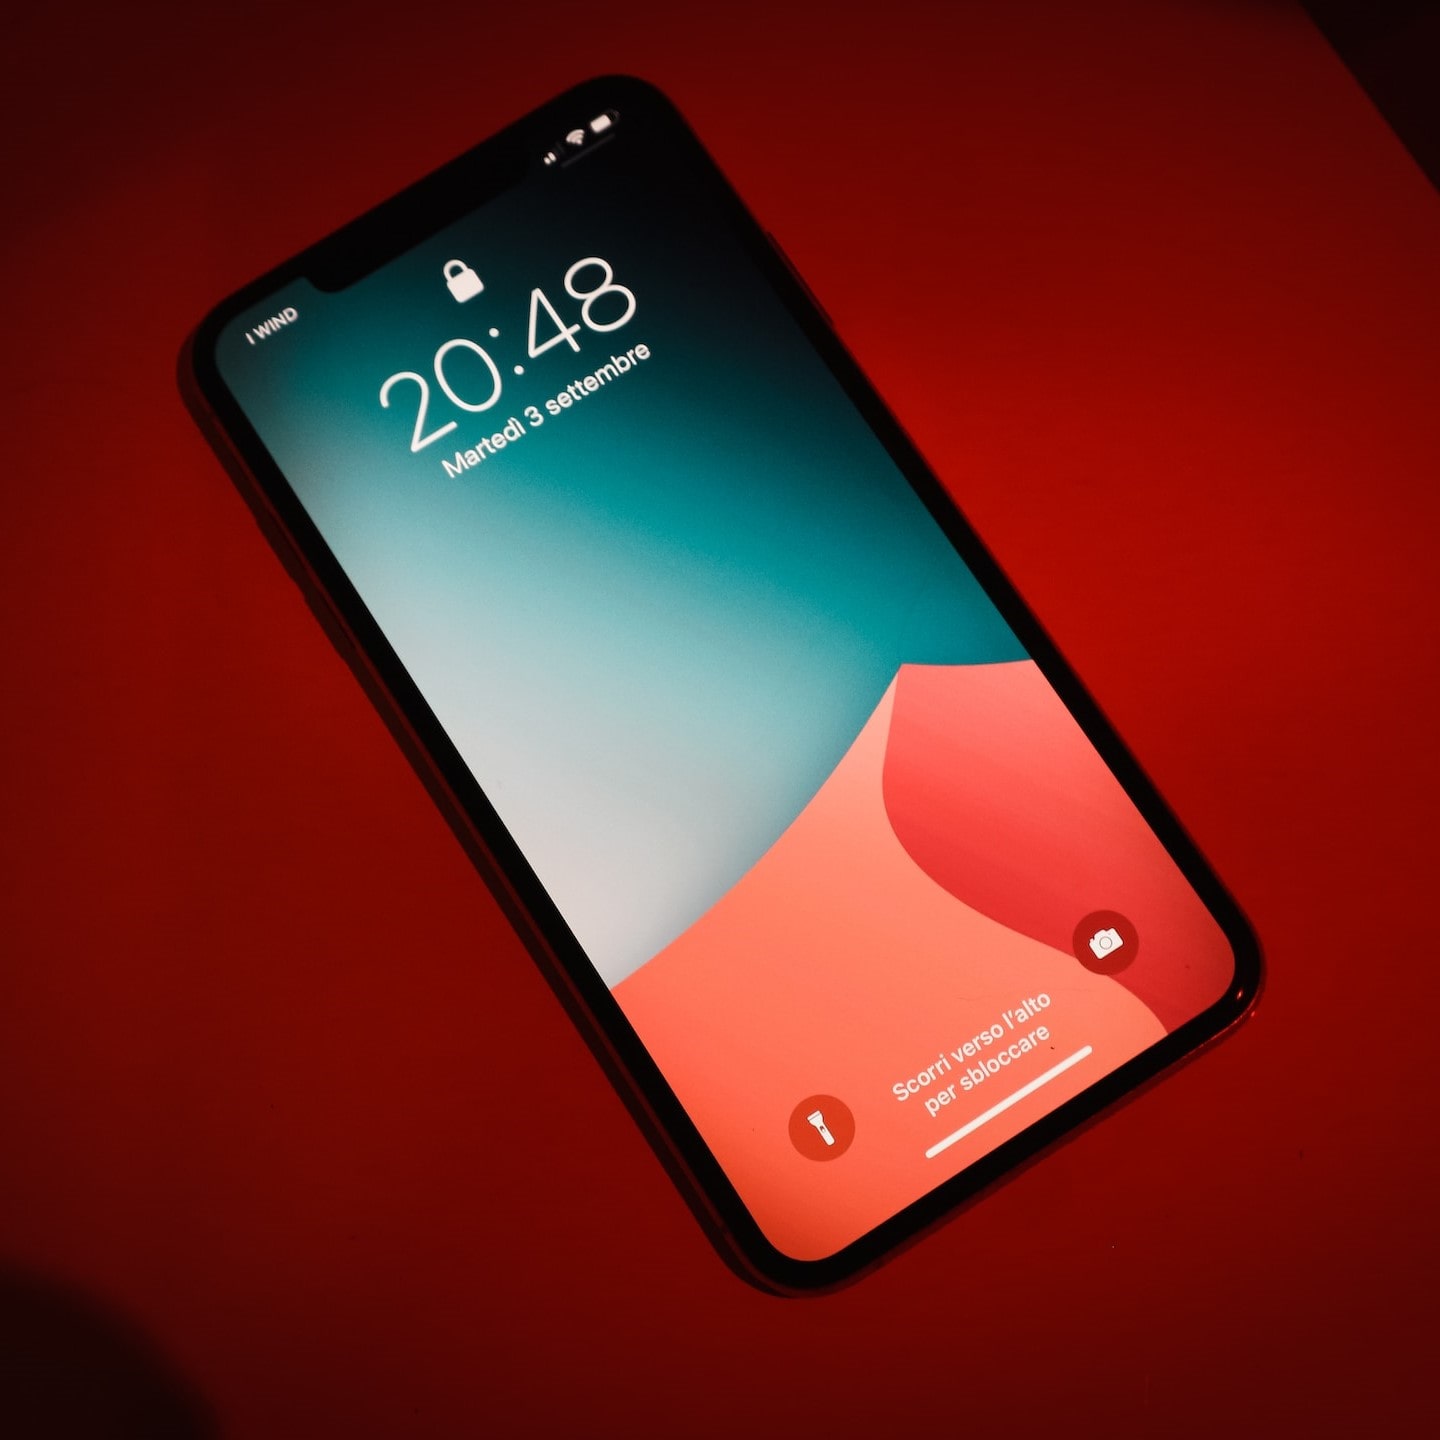 I WIND
20:48
Martedì 3 settembre
Scorri verso l'alto
per sbloccare